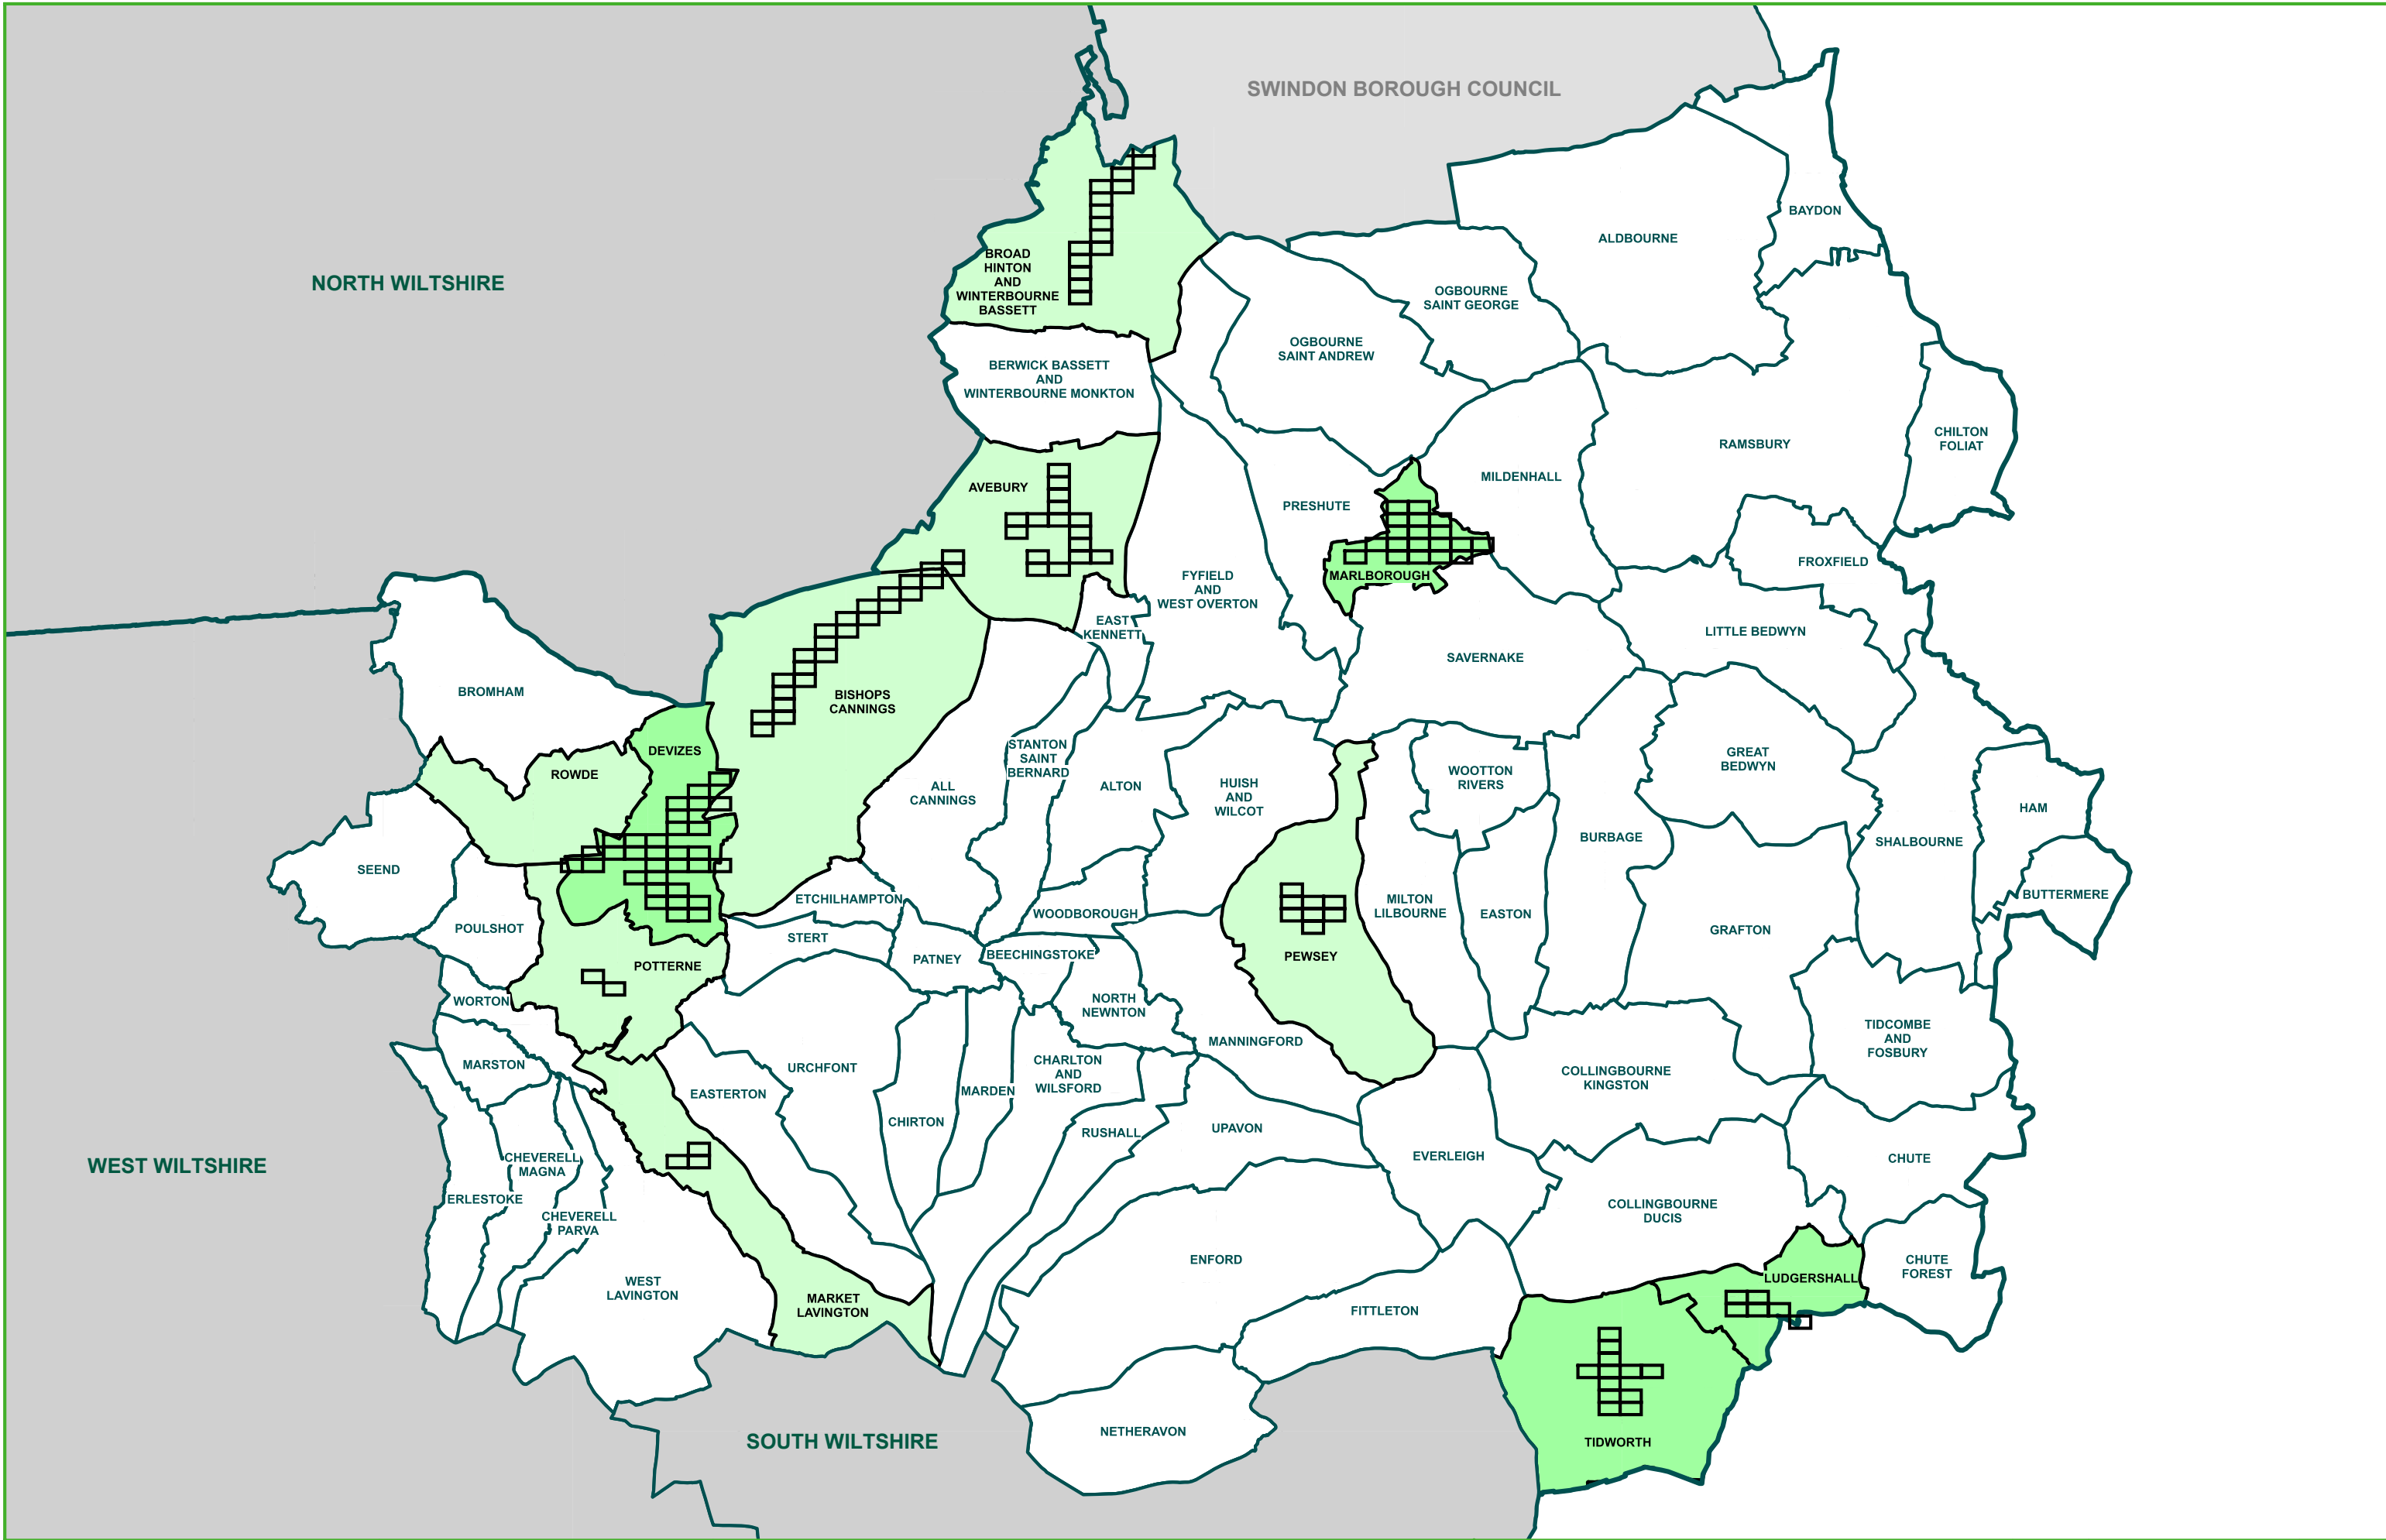 SWINDON BOROUGH COUNCIL
NORTH WILTSHIRE
BAYDON
ALDBOURNE
BROAD
HINTON
AND
WINTERBOURNE
BASSETT
OGBOURNE
SAINT GEORGE
OGBOURNE
SAINT ANDREW
BERWICK BASSETT
AND
WINTERBOURNE MONKTON
CHILTON
FOLIAT
RAMSBURY
MILDENHALL
AVEBURY
PRESHUTE
FROXFIELD
MARLBOROUGH
FYFIELD
AND
WEST OVERTON
EAST
KENNETT
LITTLE BEDWYN
SAVERNAKE
BROMHAM
BISHOPS
CANNINGS
DEVIZES
ROWDE
STANTON
SAINT
BERNARD
ALL
CANNINGS
ALTON
HUISH
AND
WILCOT
WOOTTON
RIVERS
GREAT
BEDWYN
HAM
BURBAGE
SHALBOURNE
SEEND
BUTTERMERE
ETCHILHAMPTON
WOODBOROUGH
MILTON
LILBOURNE
EASTON
GRAFTON
POULSHOT
STERT
PATNEY
BEECHINGSTOKE
PEWSEY
POTTERNE
WORTON
NORTH
NEWNTON
MANNINGFORD
TIDCOMBE
AND
FOSBURY
MARSTON
URCHFONT
CHARLTON
AND
WILSFORD
COLLINGBOURNE
KINGSTON
EASTERTON
MARDEN
CHIRTON
RUSHALL
UPAVON
EVERLEIGH
CHUTE
WEST WILTSHIRE
CHEVERELL
MAGNA
ERLESTOKE
CHEVERELL
PARVA
COLLINGBOURNE
DUCIS
ENFORD
CHUTE
FOREST
LUDGERSHALL
WEST
LAVINGTON
MARKET
LAVINGTON
FITTLETON
NETHERAVON
SOUTH WILTSHIRE
TIDWORTH